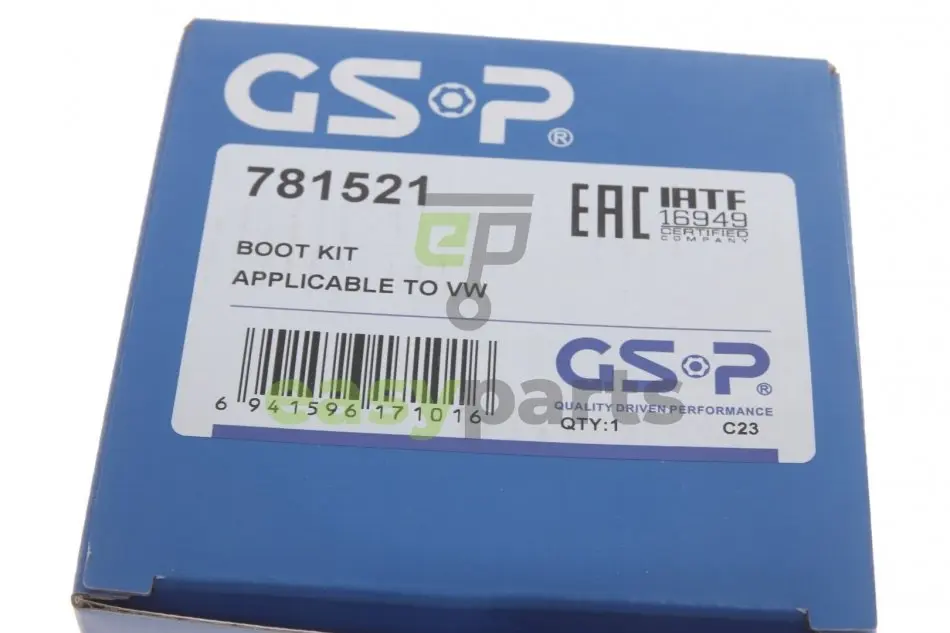 GSP®
781521
EAC
IATF
16949
CERTIFIED
COMPANY
BOOT KIT
APPLICABLE TO VW
ep
6 941596 171016
easyparts
GSP®
QUALITY DRIVEN PERFORMANCE
QTY:1
C23